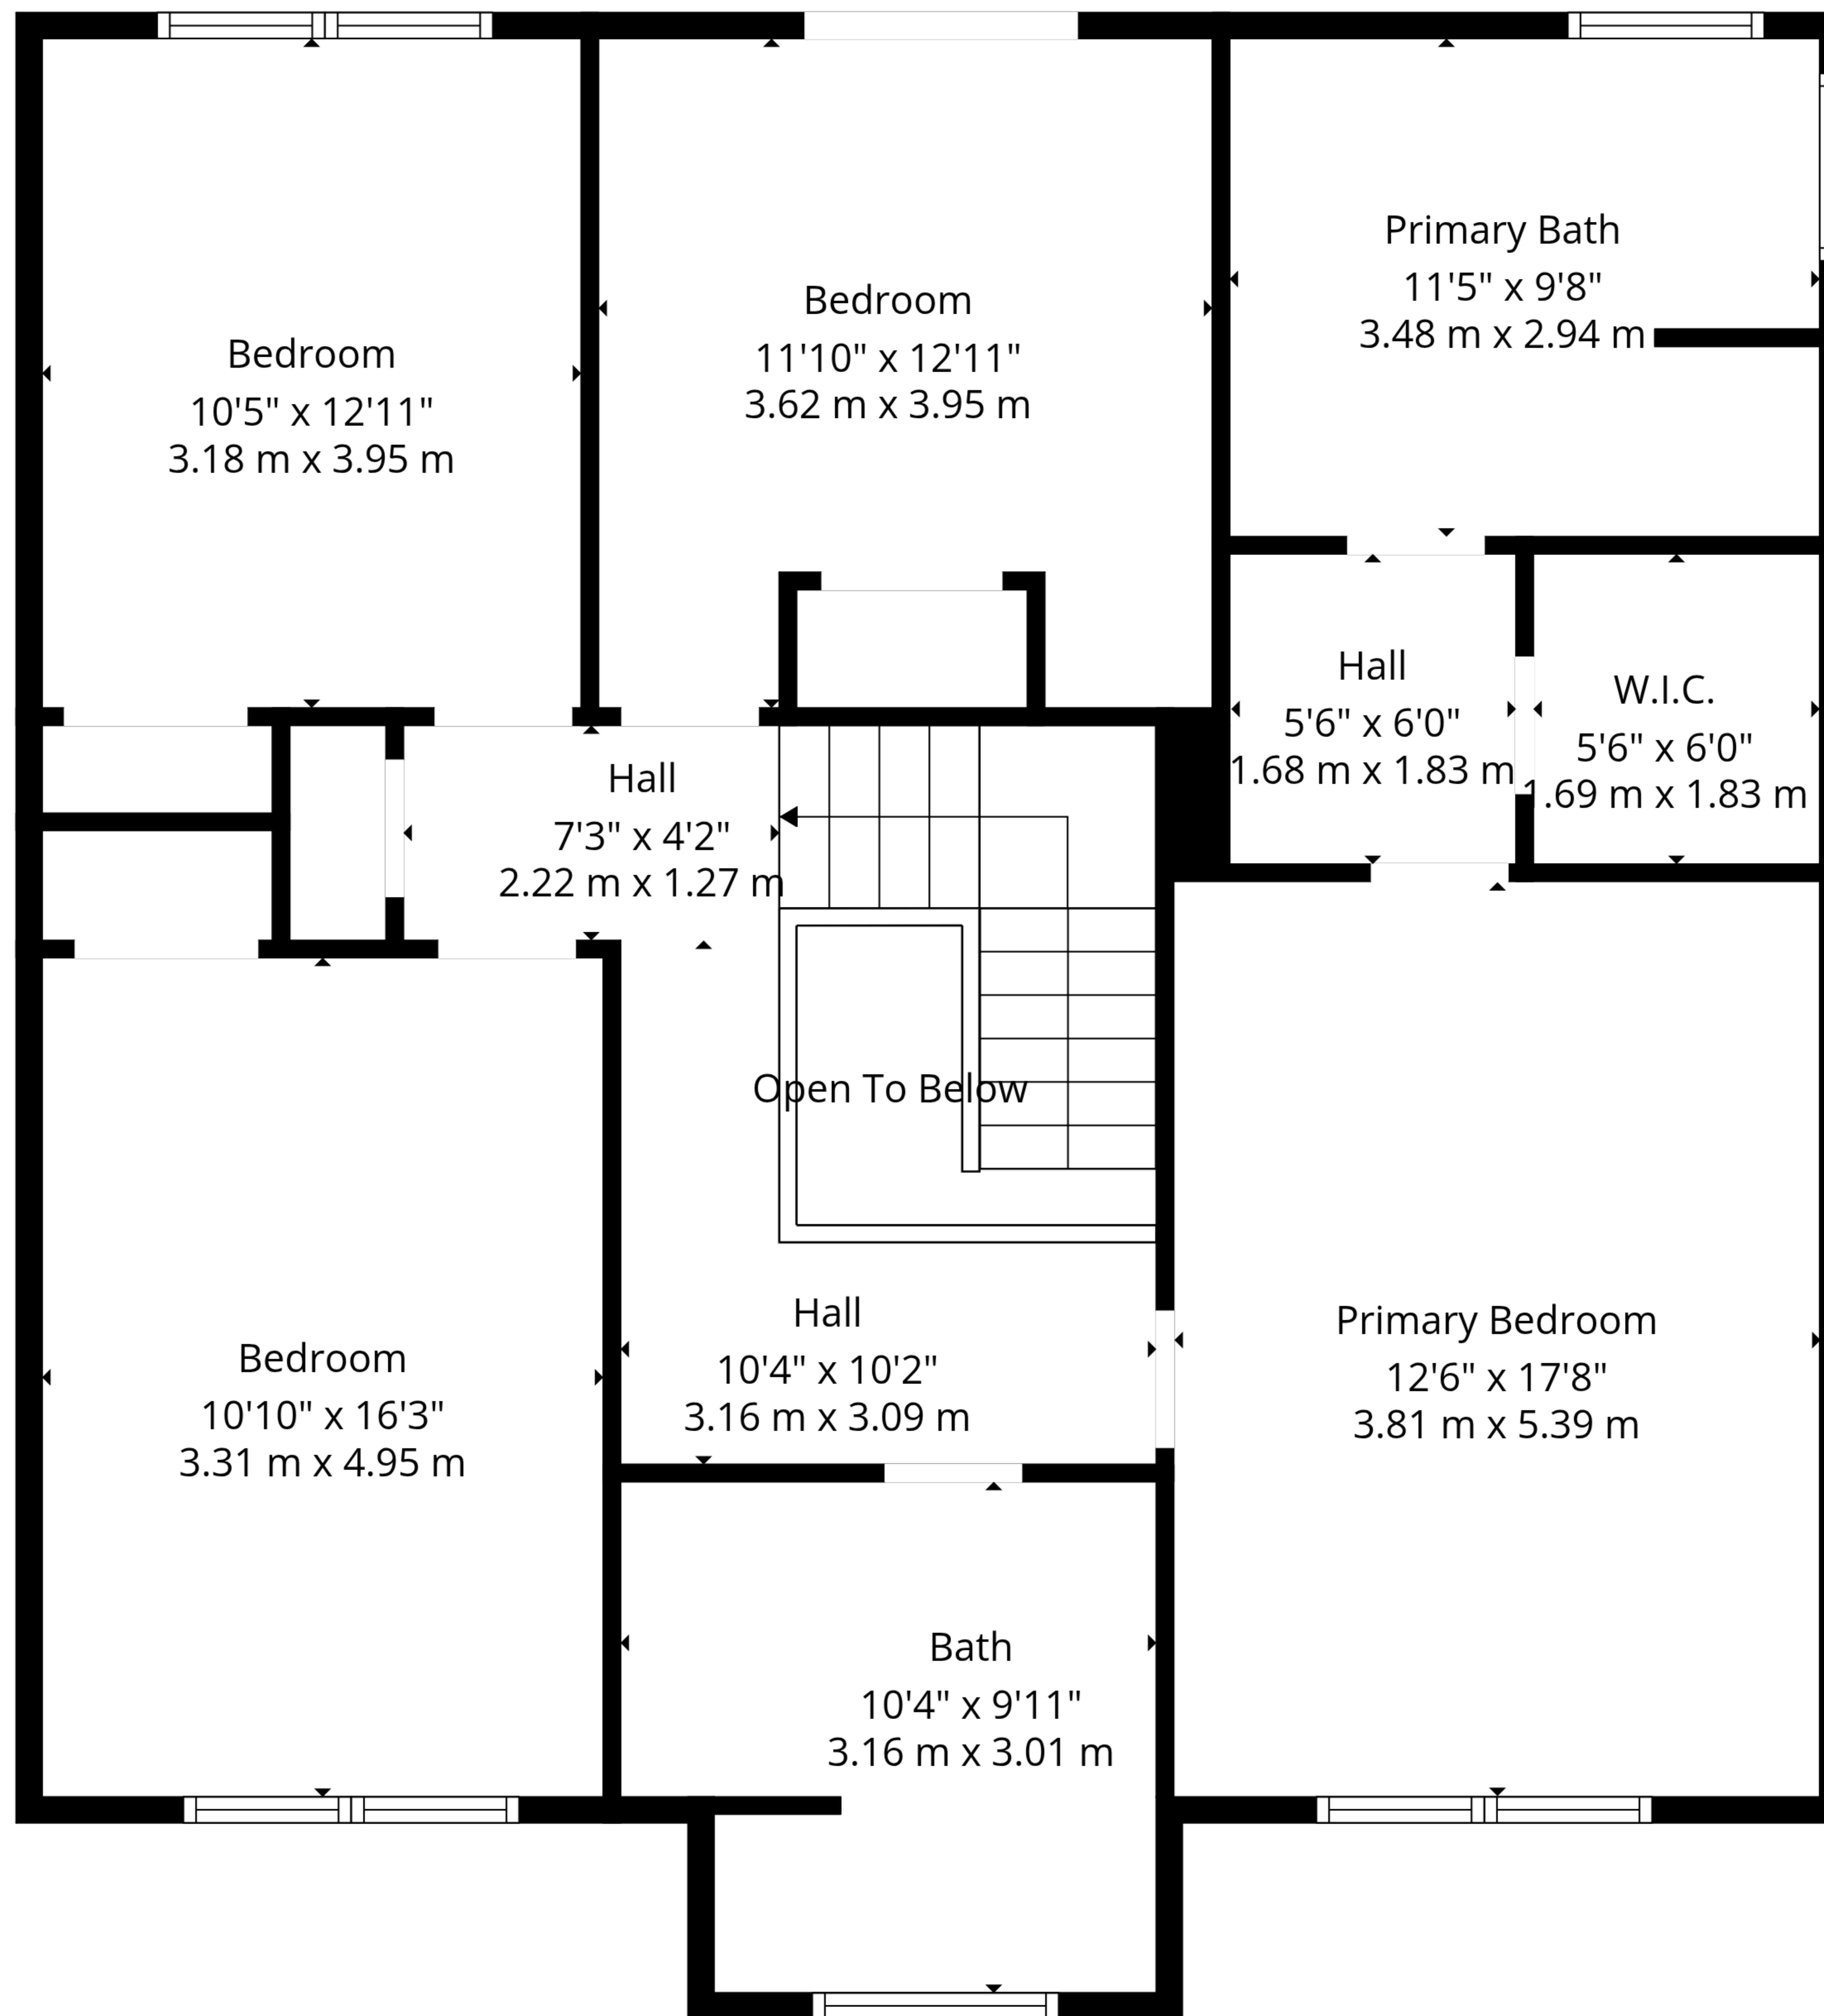 Primary Bath
11'5" x 9'8"
3.48 m x 2.94 m
Bedroom
11'10" x 12'11"
3.62 m x 3.95 m
Bedroom
10'5" x 12'11"
3.18 m x 3.95 m
Hall
5'6" x 6'0"
1.68 m x 1.83 m
W.I.C.
5'6" x 6'0"
1.69 m x 1.83 m
Hall
7'3" x 4'2"
2.22 m x 1.27 m
Open To Below
Hall
10'4" x 10'2"
3.16 m x 3.09 m
Primary Bedroom
12'6" x 17'8"
3.81 m x 5.39 m
Bedroom
10'10" x 16'3"
3.31 m x 4.95 m
Bath
10'4" x 9'11"
3.16 m x 3.01 m